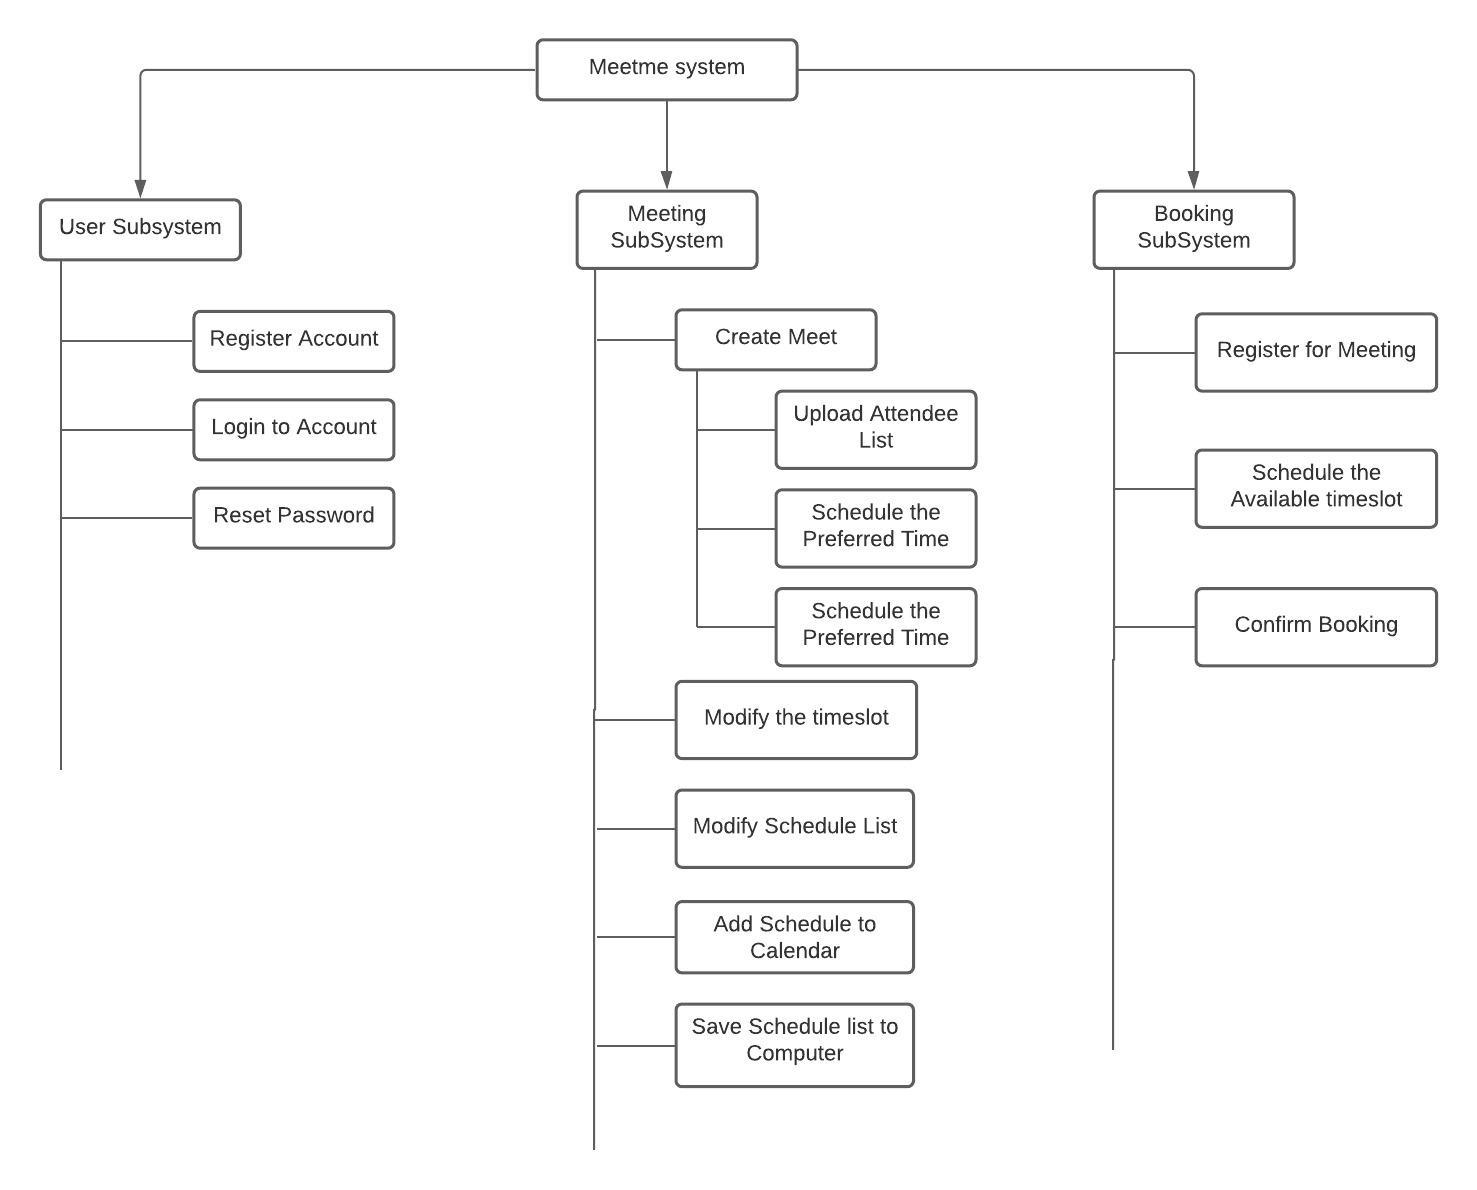 Meetme system
User Subsystem
Register Account
Login to Account
Reset Password
Meeting
SubSystem
Create Meet
Upload Attendee
List
Schedule the
Preferred Time
Schedule the
Preferred Time
Modify the timeslot
Modify Schedule List
Add Schedule to
Calendar
Save Schedule list to
Computer
Booking
SubSystem
Register for Meeting
Schedule the
Available timeslot
Confirm Booking